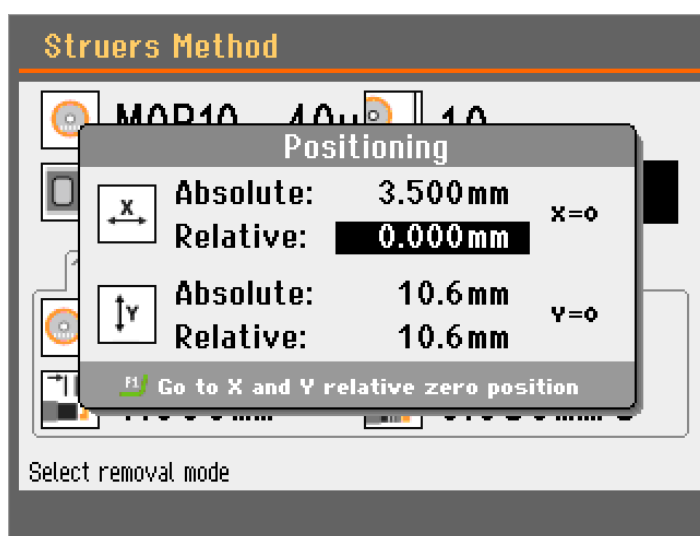 Struers Method
Positioning
X
Absolute: 3.500mm
X=0
Relative: 0.000mm
Y
Absolute: 10.6mm
Y=0
Relative: 10.6mm
F1 Go to X and Y relative zero position
Select removal mode